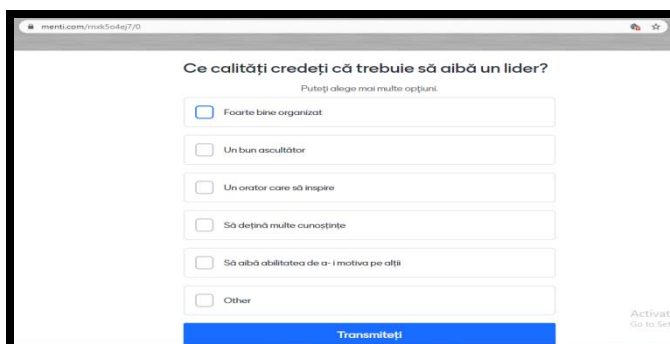 menti.com/mxk5o4ej7/0
Ce calități credeți că trebuie să aibă un lider?
Puteți alege mai multe opțiuni.
Foarte bine organizat
Un bun ascultător
Un orator care să inspire
Să dețină multe cunoștințe
Să aibă abilitatea de a- i motiva pe alții
Other
Transmiteți
Activat
Go to Set